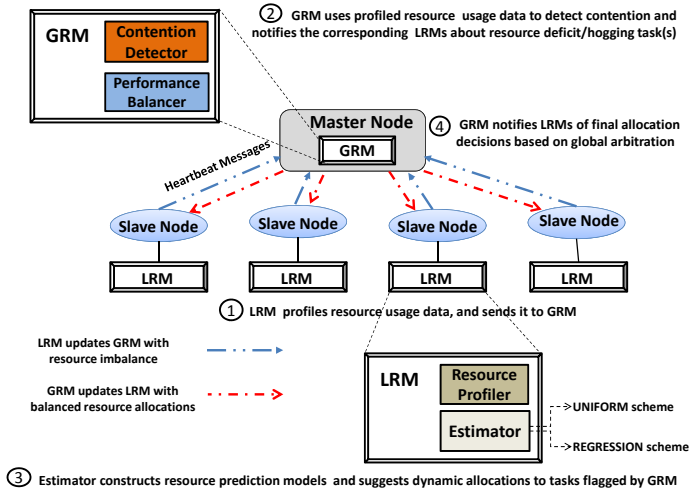 ② GRM uses profiled resource usage data to detect contention and
notifies the corresponding LRMs about resource deficit/hogging task(s)
GRM
Contention
Detector
Performance
Balancer
Master Node
GRM
④ GRM notifies LRMs of final allocation
decisions based on global arbitration
Heartbeat Messages
Slave Node
Slave Node
Slave Node
Slave Node
LRM
LRM
LRM
LRM
① LRM profiles resource usage data, and sends it to GRM
LRM updates GRM with
resource imbalance
GRM updates LRM with
balanced resource allocations
LRM
Resource
Profiler
Estimator
UNIFORM scheme
REGRESSION scheme
③ Estimator constructs resource prediction models and suggests dynamic allocations to tasks flagged by GRM